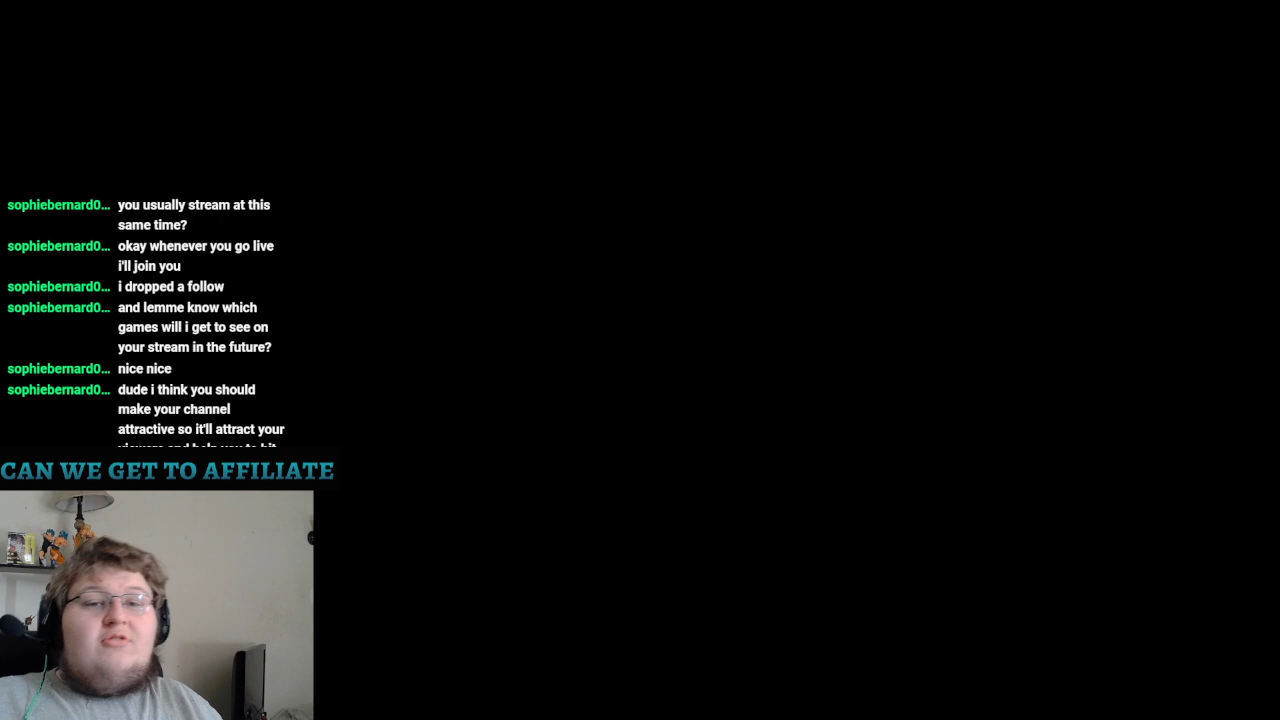 sophiebernard0... you usually stream at this
same time?
sophiebernard0... okay whenever you go live
i'll join you
sophiebernard0... i dropped a follow
sophiebernard0... and lemme know which
games will i get to see on
your stream in the future?
sophiebernard0... nice nice
sophiebernard0... dude i think you should
make your channel
attractive so it'll attract your
CAN WE GET TO AFFILIATE